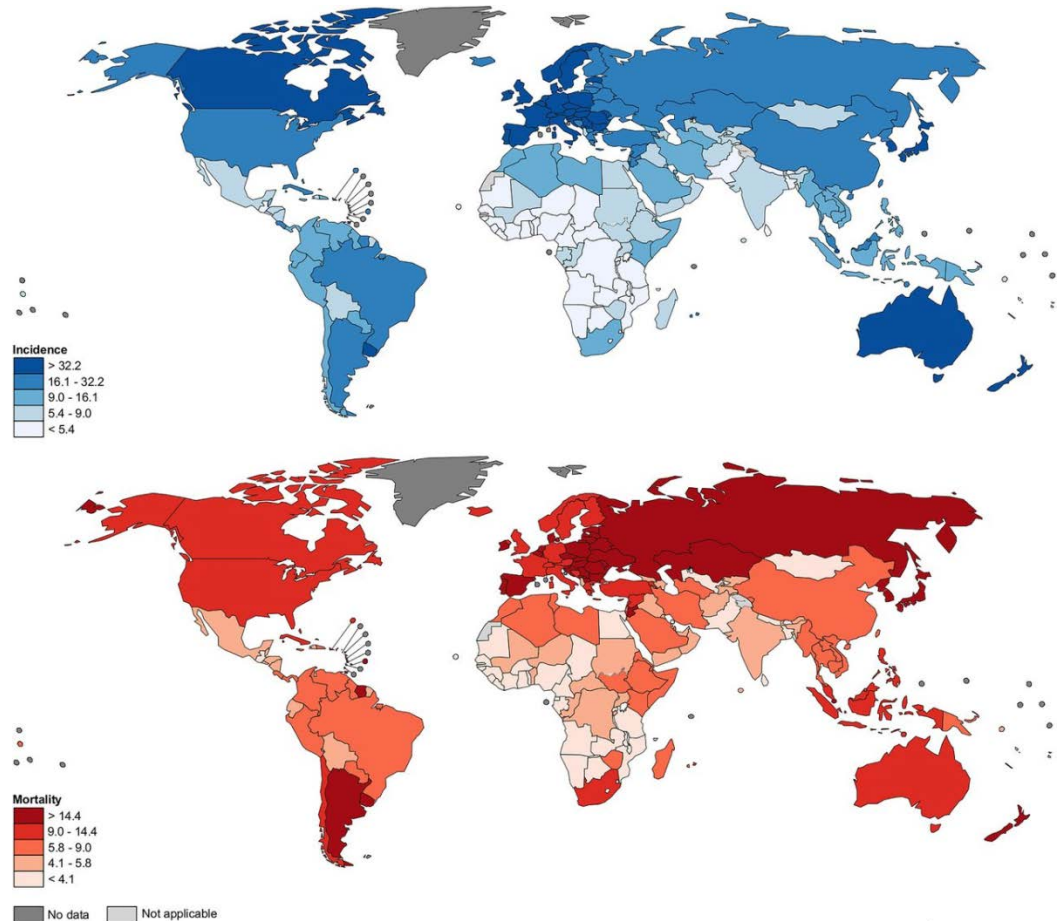 Incidence
> 32.2
16.1 - 32.2
9.0 - 16.1
5.4 - 9.0
< 5.4
Mortality
> 14.4
9.0 - 14.4
5.8 - 9.0
4.1 - 5.8
< 4.1
No data
Not applicable